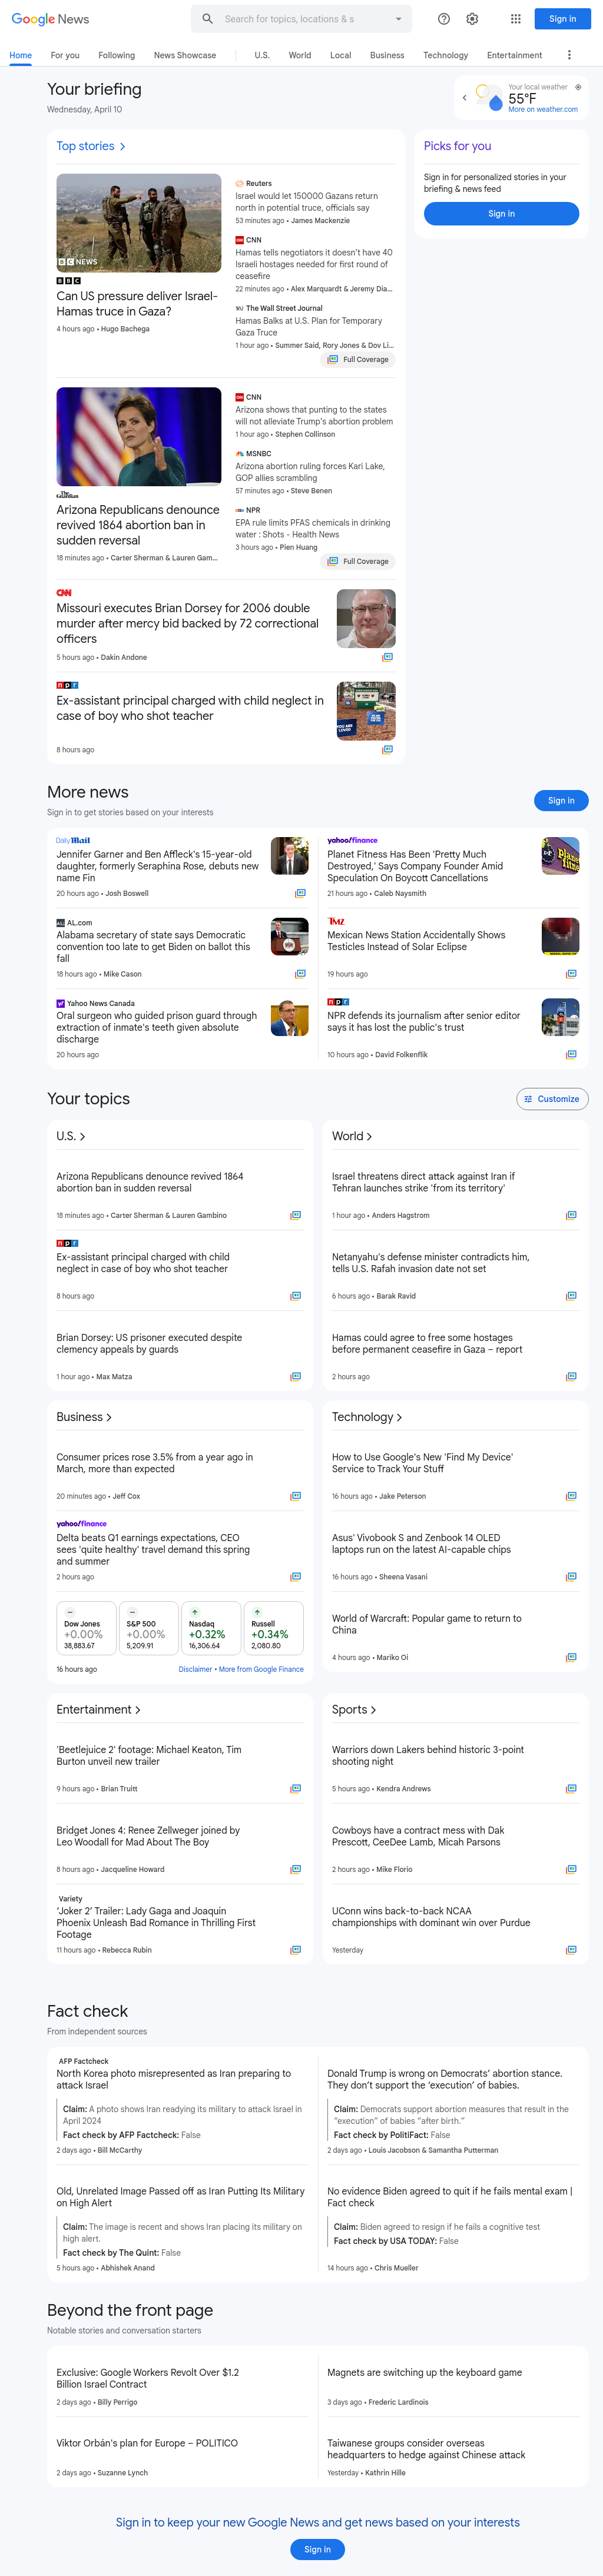 Google News
Search for topics, locations & s
Sign in
Home
For you
Following
News Showcase
U.S.
World
Local
Business
Technology
Entertainment
Your briefing
Wednesday, April 10
Your local weather
55°F
More on weather.com
Top stories
BBC NEWS
BBC
Can US pressure deliver Israel-
Hamas truce in Gaza?
4 hours ago • Hugo Bachega
Reuters
Israel would let 150000 Gazans return
north in potential truce, officials say
53 minutes ago • James Mackenzie
CNN
Hamas tells negotiators it doesn't have 40
Israeli hostages needed for first round of
ceasefire
22 minutes ago • Alex Marquardt & Jeremy Dia...
The Wall Street Journal
Hamas Balks at U.S. Plan for Temporary
Gaza Truce
1 hour ago • Summer Said, Rory Jones & Dov Li...
Full Coverage
Picks for you
Sign in for personalized stories in your
briefing & news feed
Sign in
The Guardian
Arizona Republicans denounce
revived 1864 abortion ban in
sudden reversal
18 minutes ago • Carter Sherman & Lauren Gam...
CNN
Arizona shows that punting to the states
will not alleviate Trump's abortion problem
1 hour ago • Stephen Collinson
MSNBC
Arizona abortion ruling forces Kari Lake,
GOP allies scrambling
57 minutes ago • Steve Benen
NPR
EPA rule limits PFAS chemicals in drinking
water : Shots - Health News
3 hours ago • Pien Huang
Full Coverage
CNN
Missouri executes Brian Dorsey for 2006 double
murder after mercy bid backed by 72 correctional
officers
5 hours ago • Dakin Andone
npr
Ex-assistant principal charged with child neglect in
case of boy who shot teacher
8 hours ago
More news
Sign in to get stories based on your interests
Sign in
Daily Mail
Jennifer Garner and Ben Affleck's 15-year-old
daughter, formerly Seraphina Rose, debuts new
name Fin
20 hours ago • Josh Boswell
yahoo!finance
Planet Fitness Has Been 'Pretty Much
Destroyed,' Says Company Founder Amid
Speculation On Boycott Cancellations
21 hours ago • Caleb Naysmith
AL.com
Alabama secretary of state says Democratic
convention too late to get Biden on ballot this
fall
18 hours ago • Mike Cason
TMZ
Mexican News Station Accidentally Shows
Testicles Instead of Solar Eclipse
19 hours ago
Yahoo News Canada
Oral surgeon who guided prison guard through
extraction of inmate's teeth given absolute
discharge
20 hours ago
npr
NPR defends its journalism after senior editor
says it has lost the public's trust
10 hours ago • David Folkenflik
Your topics
Customize
U.S.
Arizona Republicans denounce revived 1864
abortion ban in sudden reversal
18 minutes ago • Carter Sherman & Lauren Gambino
npr
Ex-assistant principal charged with child
neglect in case of boy who shot teacher
8 hours ago
Brian Dorsey: US prisoner executed despite
clemency appeals by guards
1 hour ago • Max Matza
World
Israel threatens direct attack against Iran if
Tehran launches strike 'from its territory'
1 hour ago • Anders Hagstrom
Netanyahu's defense minister contradicts him,
tells U.S. Rafah invasion date not set
6 hours ago • Barak Ravid
Hamas could agree to free some hostages
before permanent ceasefire in Gaza – report
2 hours ago
Business
Consumer prices rose 3.5% from a year ago in
March, more than expected
20 minutes ago • Jeff Cox
yahoo!finance
Delta beats Q1 earnings expectations, CEO
sees 'quite healthy' travel demand this spring
and summer
2 hours ago
Dow Jones
+0.00%
38,883.67
S&P 500
+0.00%
5,209.91
Nasdaq
+0.32%
16,306.64
Russell
+0.34%
2,080.80
16 hours ago
Disclaimer • More from Google Finance
Technology
How to Use Google's New 'Find My Device'
Service to Track Your Stuff
16 hours ago • Jake Peterson
Asus' Vivobook S and Zenbook 14 OLED
laptops run on the latest AI-capable chips
16 hours ago • Sheena Vasani
World of Warcraft: Popular game to return to
China
4 hours ago • Mariko Oi
Entertainment
'Beetlejuice 2' footage: Michael Keaton, Tim
Burton unveil new trailer
9 hours ago • Brian Truitt
Bridget Jones 4: Renee Zellweger joined by
Leo Woodall for Mad About The Boy
8 hours ago • Jacqueline Howard
Variety
'Joker 2' Trailer: Lady Gaga and Joaquin
Phoenix Unleash Bad Romance in Thrilling First
Footage
11 hours ago • Rebecca Rubin
Sports
Warriors down Lakers behind historic 3-point
shooting night
5 hours ago • Kendra Andrews
Cowboys have a contract mess with Dak
Prescott, CeeDee Lamb, Micah Parsons
2 hours ago • Mike Florio
UConn wins back-to-back NCAA
championships with dominant win over Purdue
Yesterday
Fact check
From independent sources
AFP Factcheck
North Korea photo misrepresented as Iran preparing to
attack Israel
Claim: A photo shows Iran readying its military to attack Israel in
April 2024
Fact check by AFP Factcheck: False
2 days ago • Bill McCarthy
Donald Trump is wrong on Democrats' abortion stance.
They don't support the 'execution' of babies.
Claim: Democrats support abortion measures that result in the
"execution" of babies "after birth."
Fact check by PolitiFact: False
2 days ago • Louis Jacobson & Samantha Putterman
Old, Unrelated Image Passed off as Iran Putting Its Military
on High Alert
Claim: The image is recent and shows Iran placing its military on
high alert.
Fact check by The Quint: False
5 hours ago • Abhishek Anand
No evidence Biden agreed to quit if he fails mental exam |
Fact check
Claim: Biden agreed to resign if he fails a cognitive test
Fact check by USA TODAY: False
14 hours ago • Chris Mueller
Beyond the front page
Notable stories and conversation starters
Exclusive: Google Workers Revolt Over $1.2
Billion Israel Contract
2 days ago • Billy Perrigo
Magnets are switching up the keyboard game
3 days ago • Frederic Lardinois
Viktor Orbán's plan for Europe – POLITICO
2 days ago • Suzanne Lynch
Taiwanese groups consider overseas
headquarters to hedge against Chinese attack
Yesterday • Kathrin Hille
Sign in to keep your new Google News and get news based on your interests
Sign in